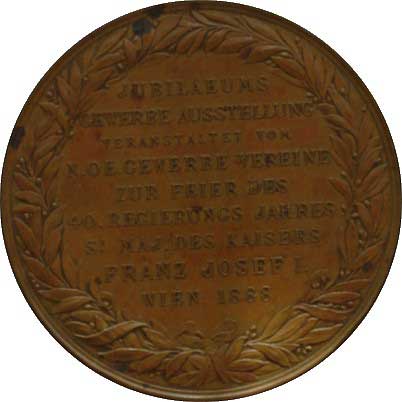 JUBILAEUMS
GEWERBE AUSSTELLUNG
VERANSTALTET VOM
N.OE.GEWERBE VEREINE
ZUR FEIER DES
40. REGIERUNGS JAHRES
Sr. MAJ. DES KAISERS
FRANZ JOSEF I.
WIEN 1888.